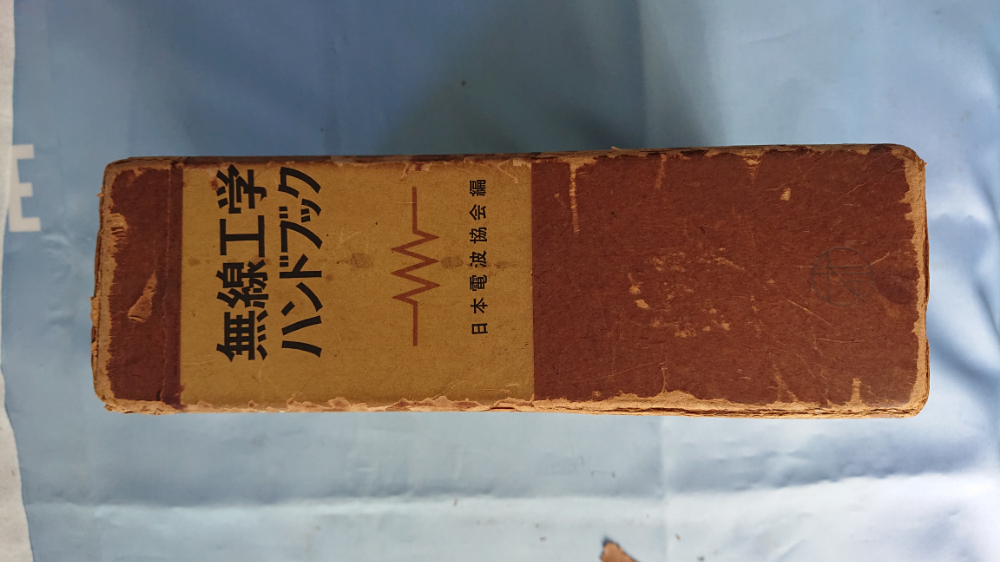 無線工学
ハンドブック
日本電波協会編
E